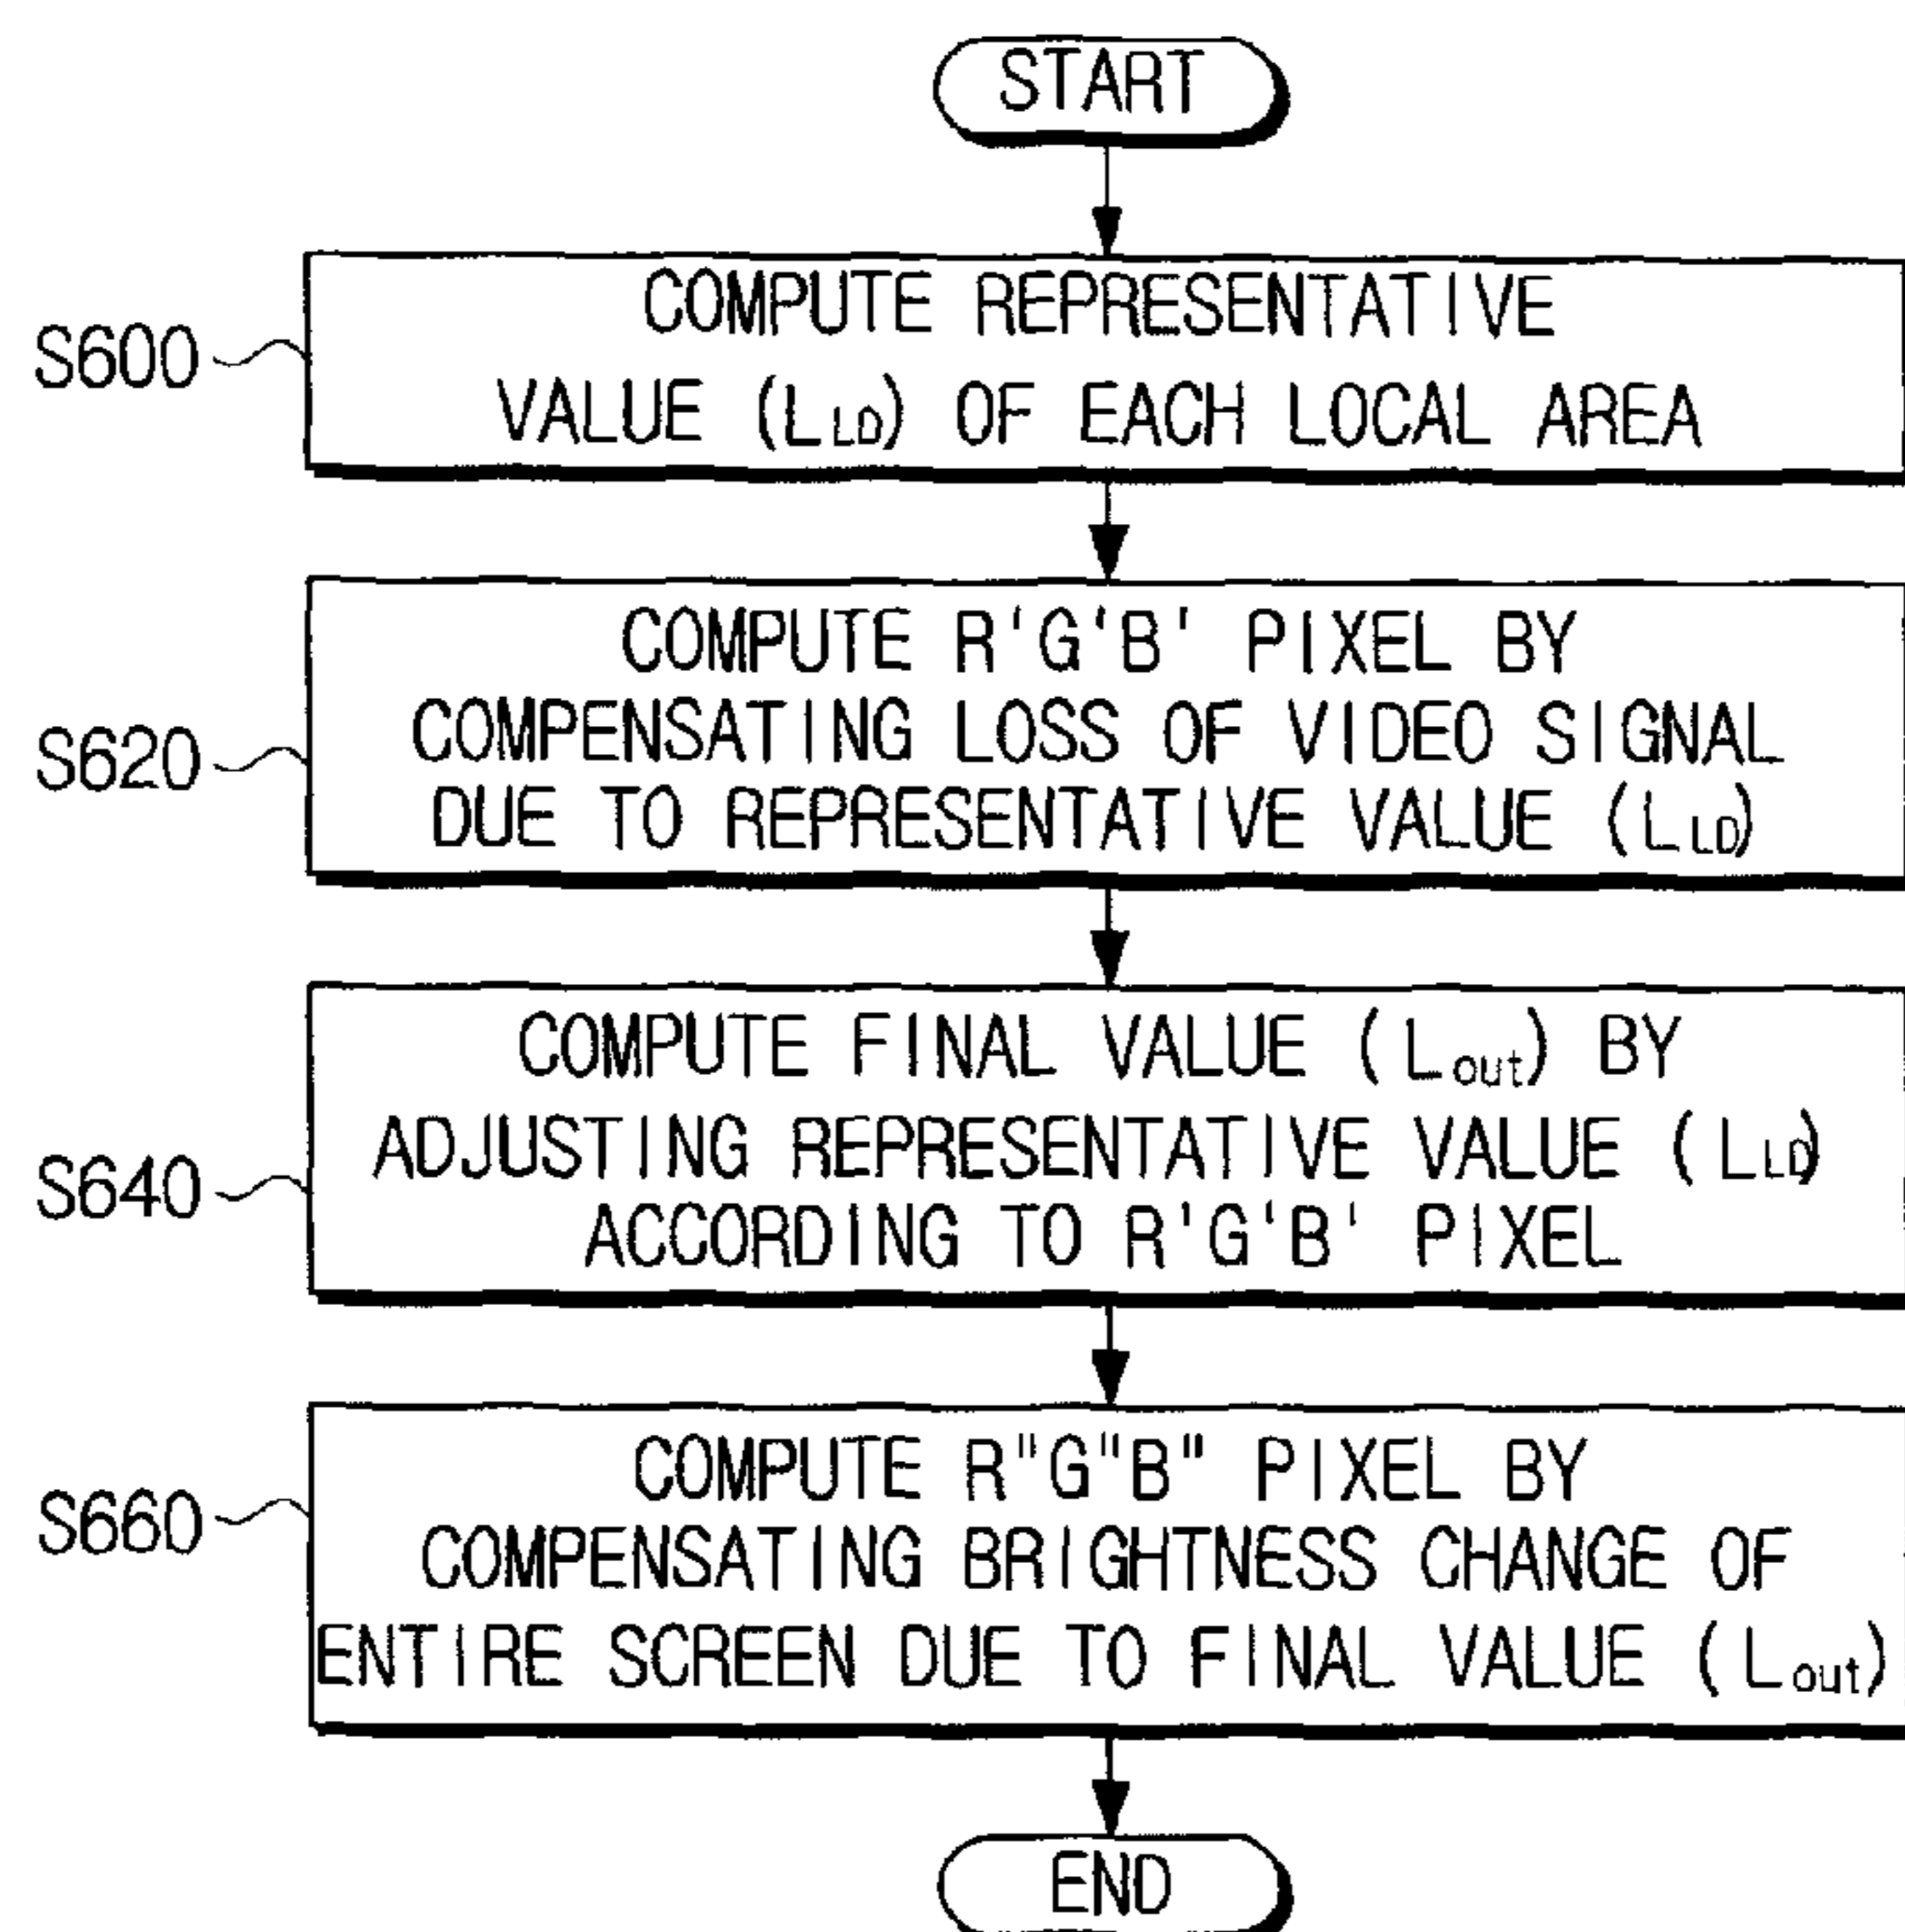 START
S600
COMPUTE REPRESENTATIVE
VALUE (LLD) OF EACH LOCAL AREA
S620
COMPUTE R'G'B' PIXEL BY
COMPENSATING LOSS OF VIDEO SIGNAL
DUE TO REPRESENTATIVE VALUE (LLD)
S640
COMPUTE FINAL VALUE (Lout) BY
ADJUSTING REPRESENTATIVE VALUE (LLD)
ACCORDING TO R'G'B' PIXEL
S660
COMPUTE R"G"B" PIXEL BY
COMPENSATING BRIGHTNESS CHANGE OF
ENTIRE SCREEN DUE TO FINAL VALUE (Lout)
END